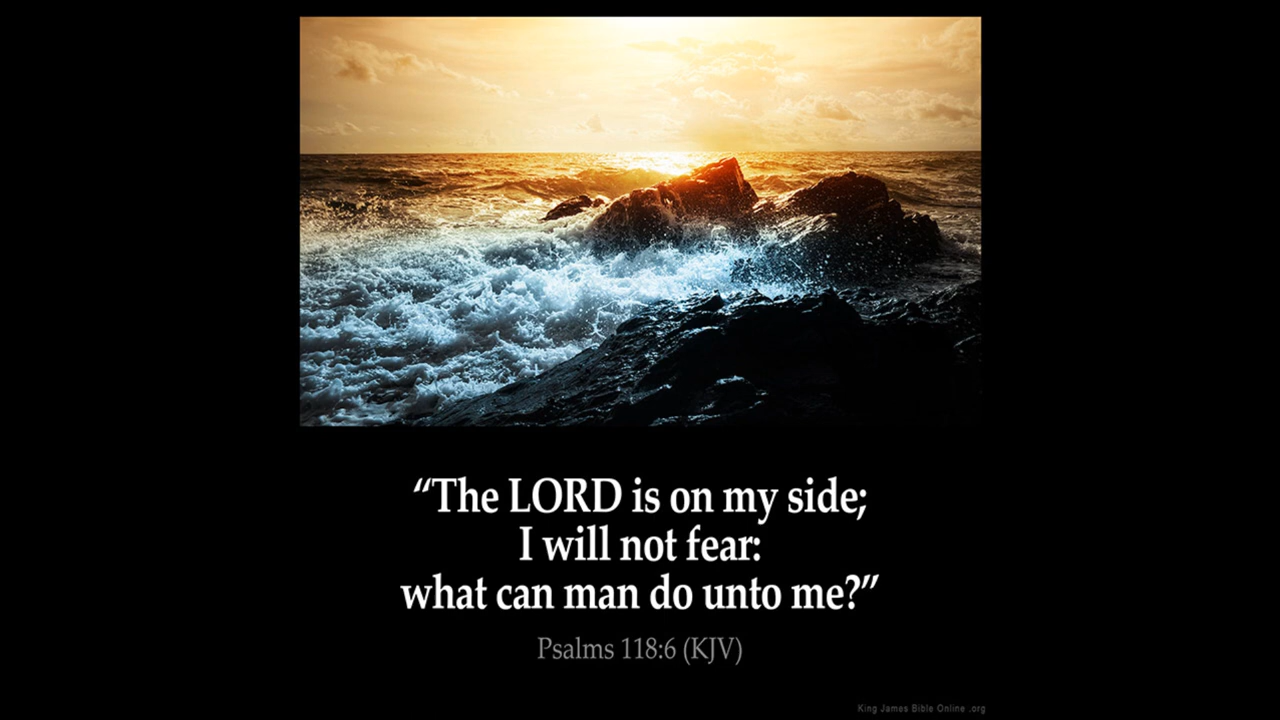 “The LORD is on my side;
I will not fear:
what can man do unto me?”
Psalms 118:6 (KJV)
King James Bible Online .org